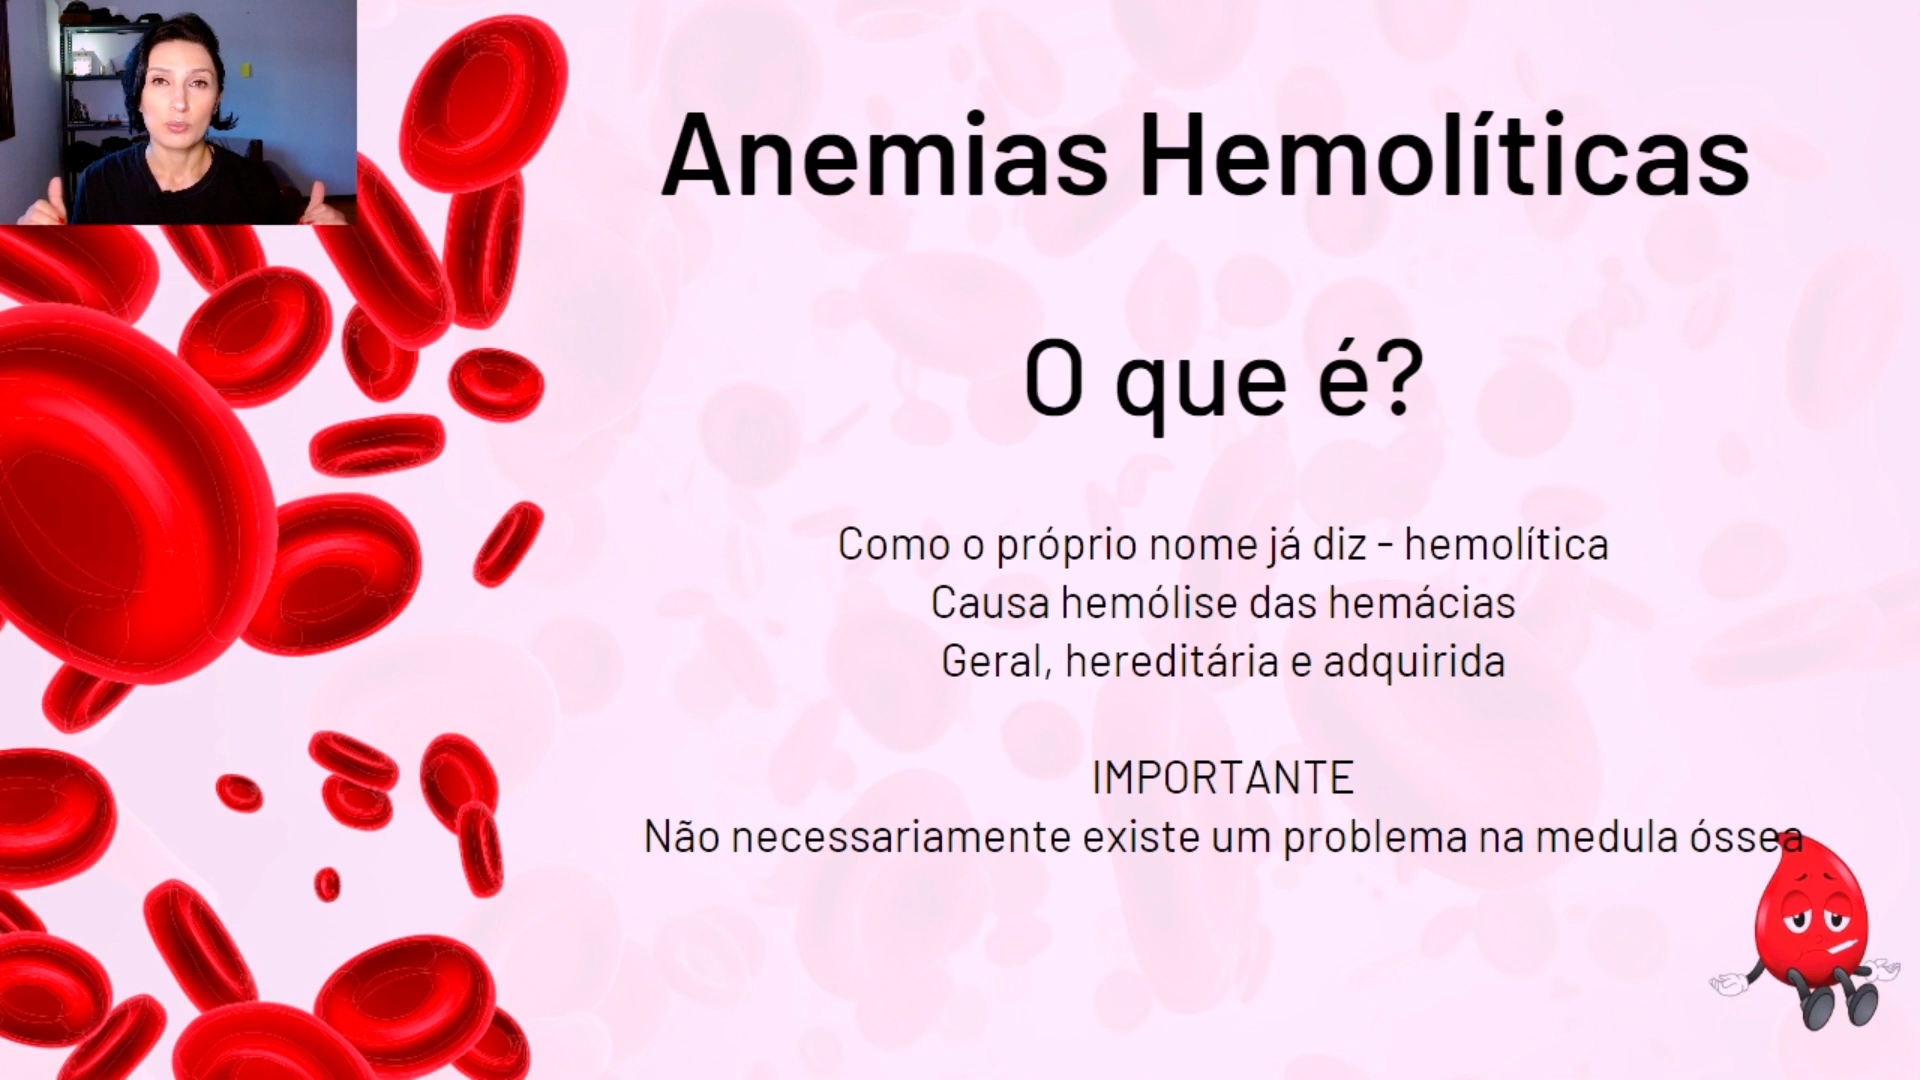 Anemias Hemolíticas
O que é?
Como o próprio nome já diz - hemolítica
Causa hemólise das hemácias
Geral, hereditária e adquirida
IMPORTANTE
Não necessariamente existe um problema na medula óssea